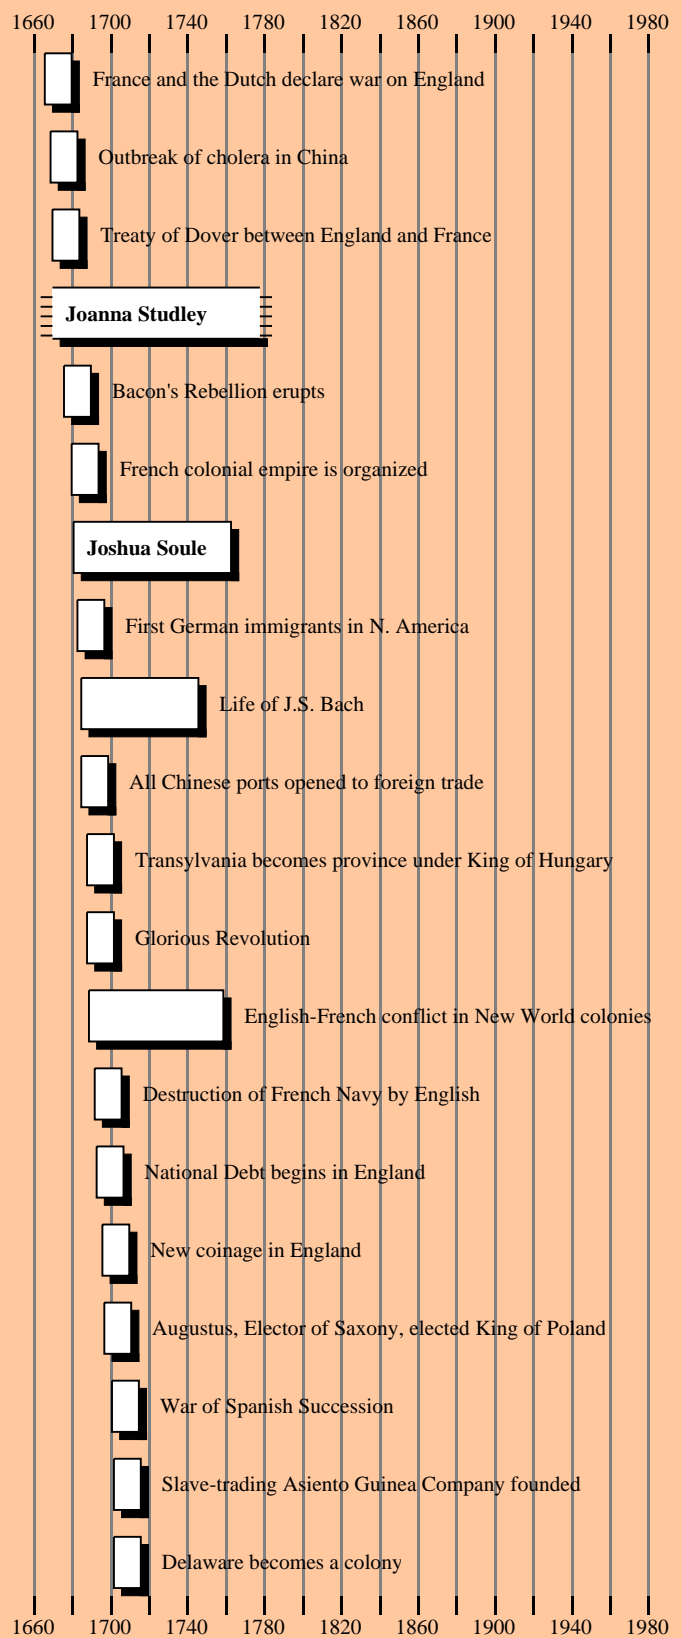 1660 1700 1740 1780 1820 1860 1900 1940 1980
France and the Dutch declare war on England
Outbreak of cholera in China
Treaty of Dover between England and France
Joanna Studley
Bacon's Rebellion erupts
French colonial empire is organized
Joshua Soule
First German immigrants in N. America
Life of J.S. Bach
All Chinese ports opened to foreign trade
Transylvania becomes province under King of Hungary
Glorious Revolution
English-French conflict in New World colonies
Destruction of French Navy by English
National Debt begins in England
New coinage in England
Augustus, Elector of Saxony, elected King of Poland
War of Spanish Succession
Slave-trading Asiento Guinea Company founded
Delaware becomes a colony
1660 1700 1740 1780 1820 1860 1900 1940 1980